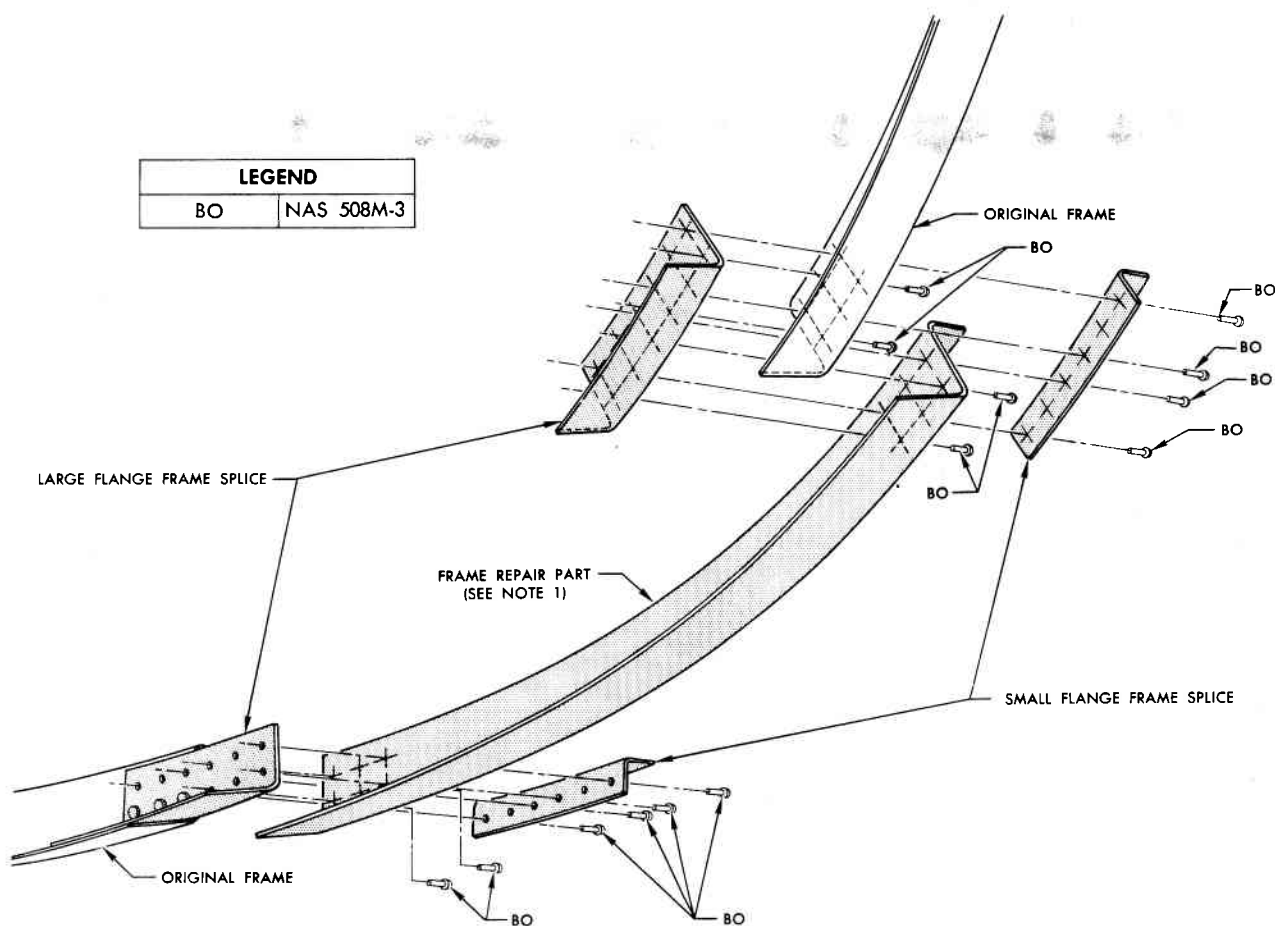 LEGEND
BO NAS 508M-3
ORIGINAL FRAME
BO
BO
BO
BO
BO
BO
LARGE FLANGE FRAME SPLICE
FRAME REPAIR PART
(SEE NOTE 1)
SMALL FLANGE FRAME SPLICE
ORIGINAL FRAME
BO
BO